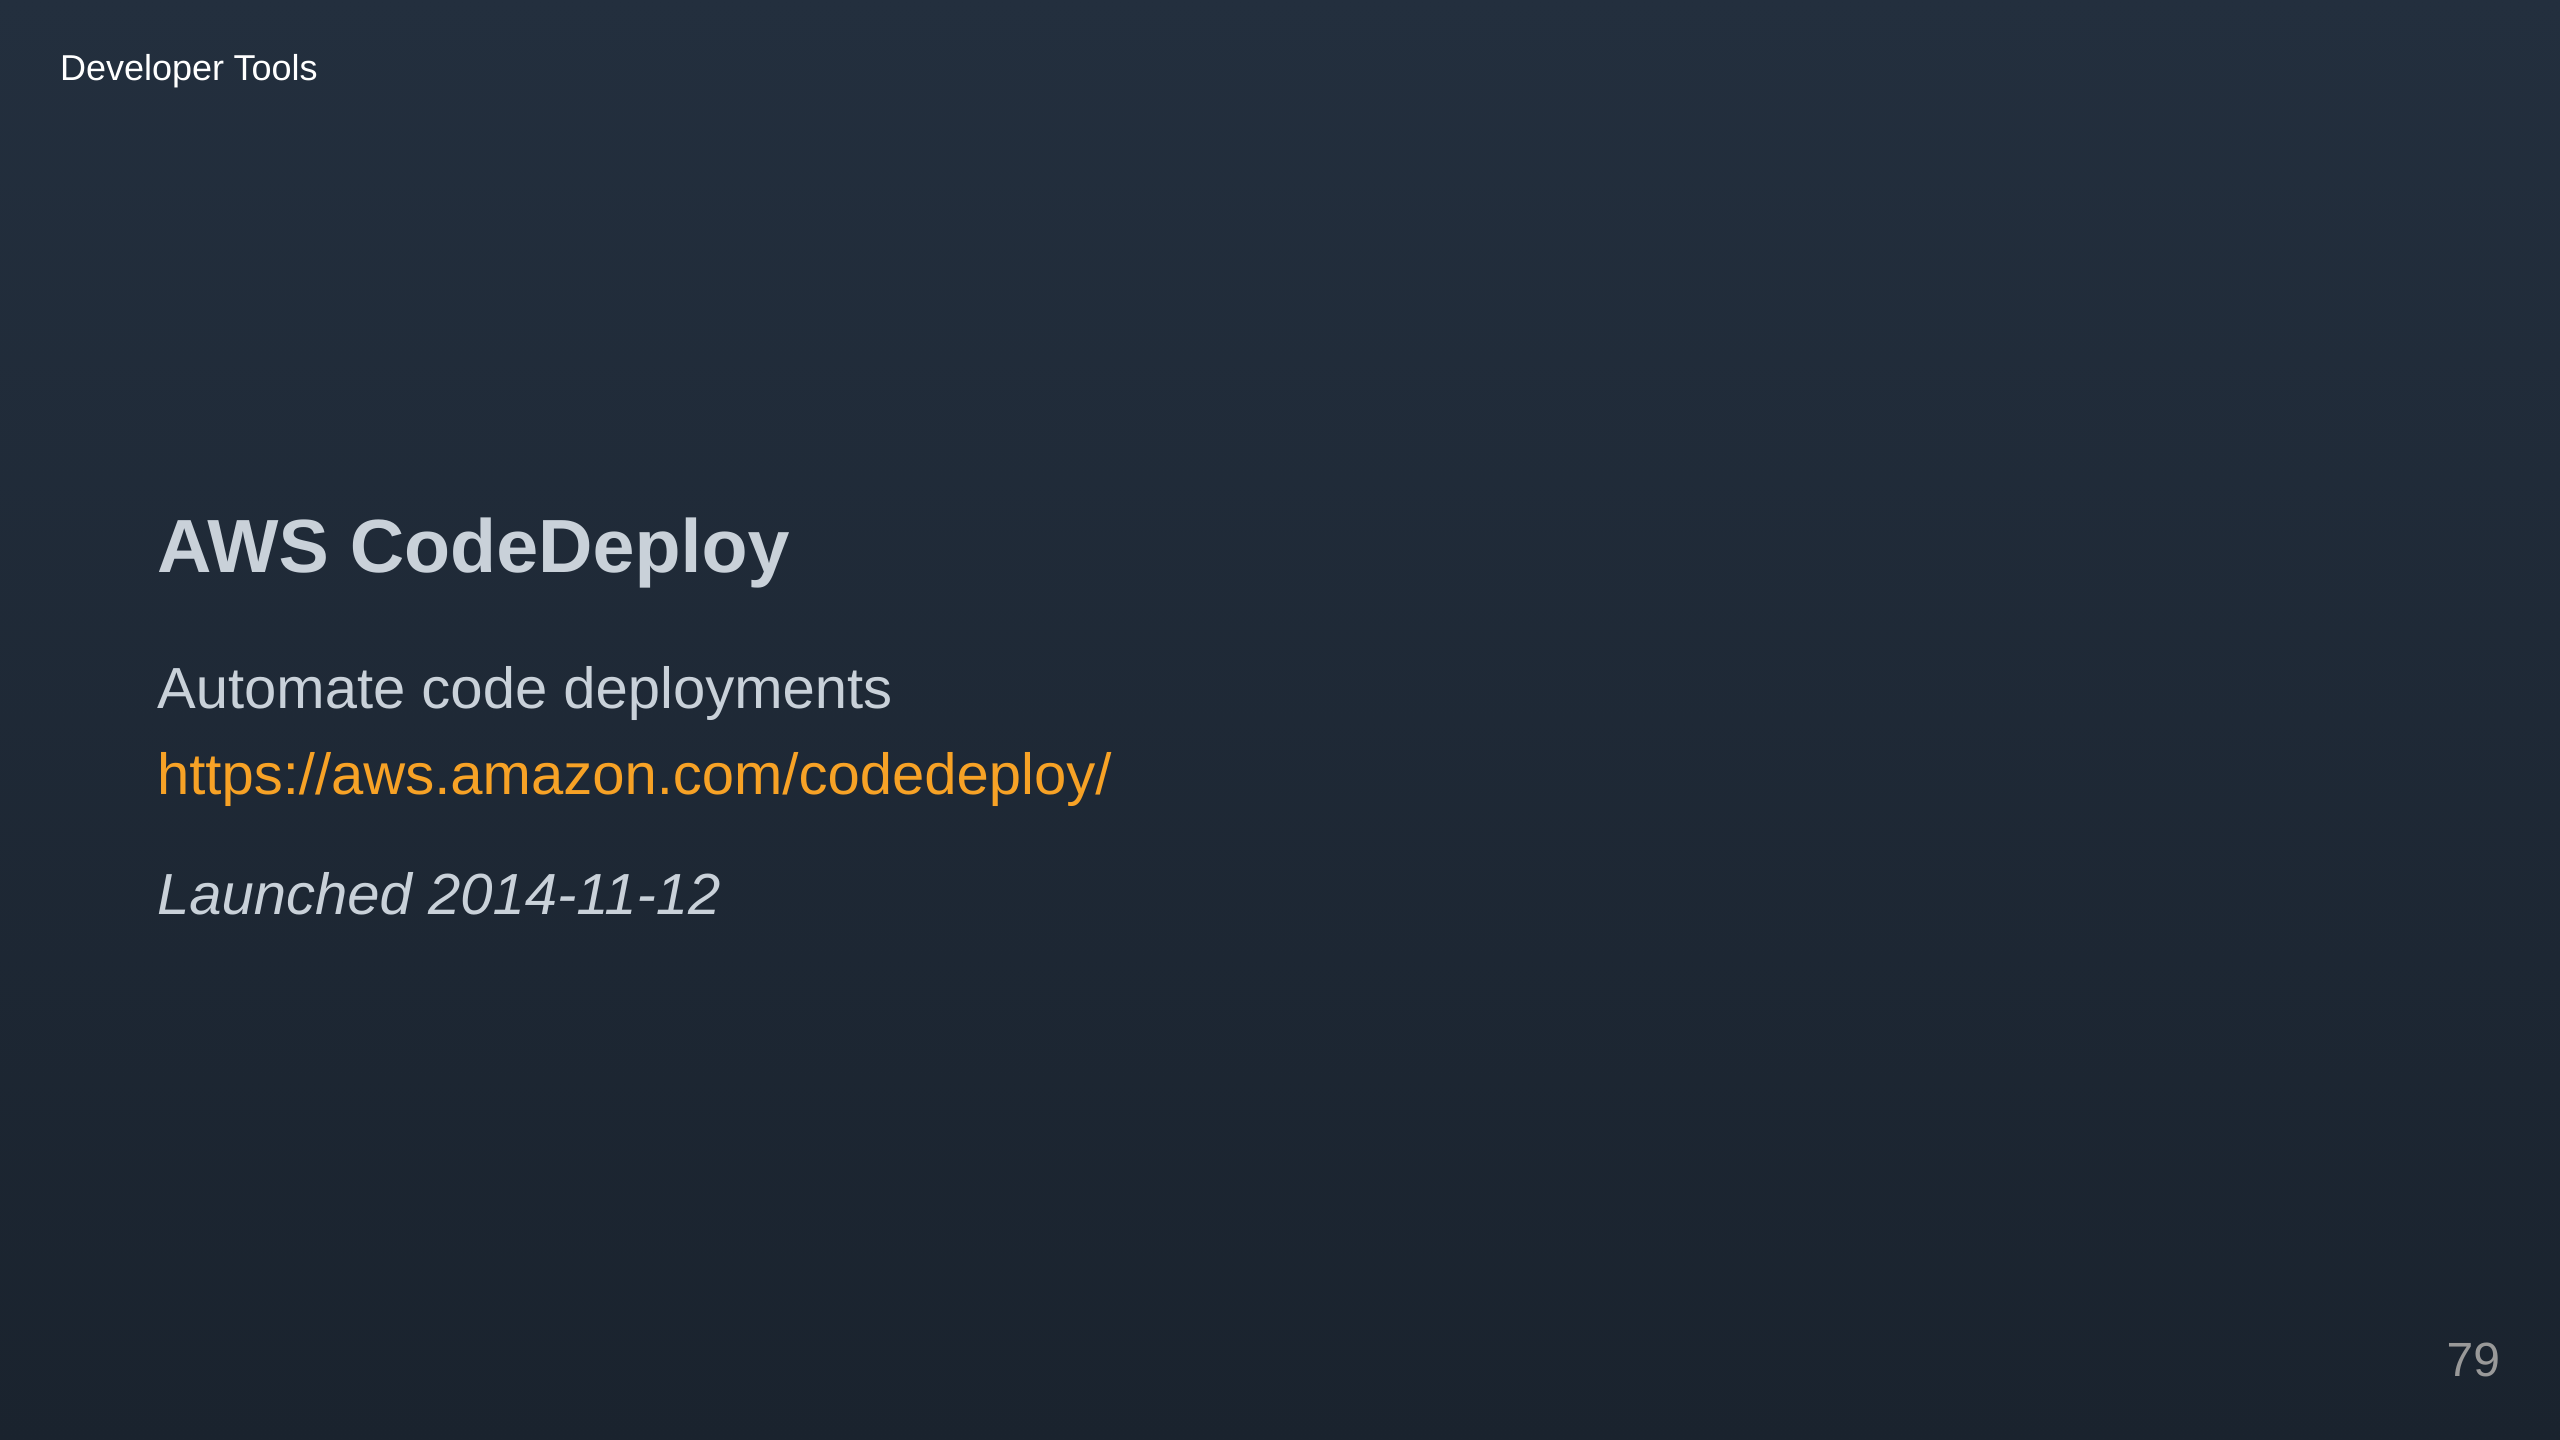 Developer Tools
AWS CodeDeploy
Automate code deployments
https://aws.amazon.com/codedeploy/
Launched 2014-11-12
79